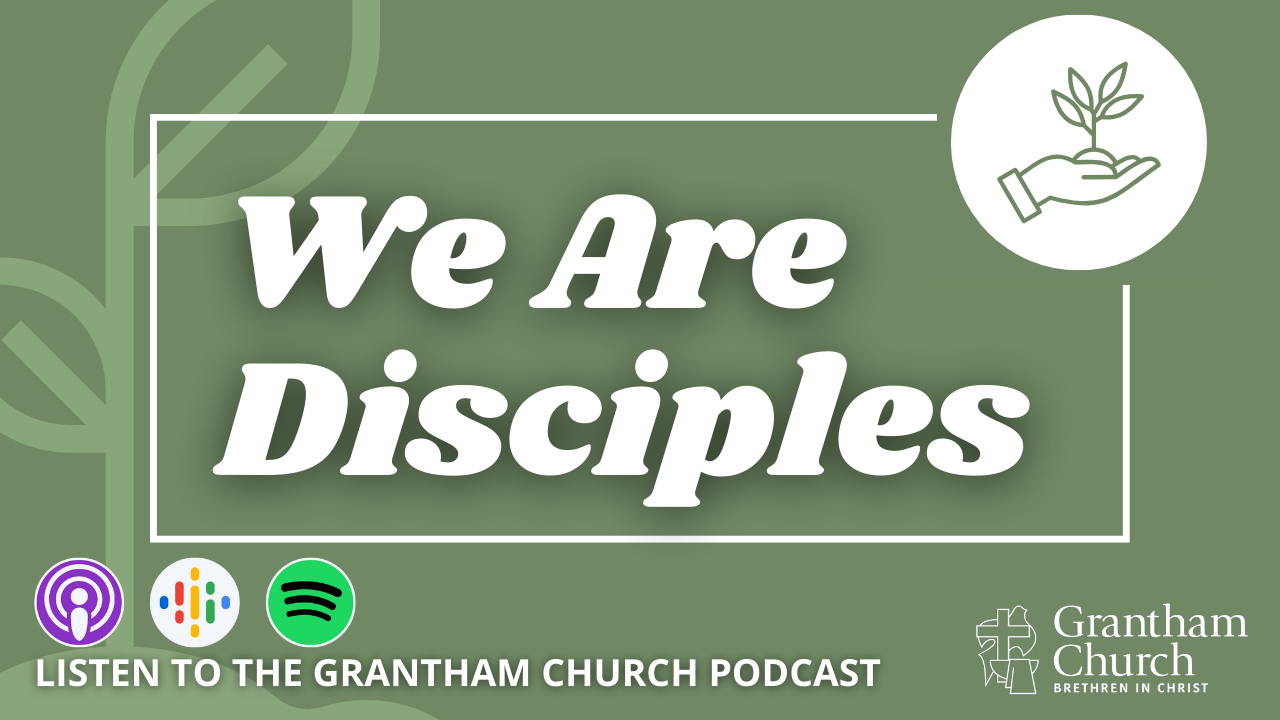 We Are
Disciples
LISTEN TO THE GRANTHAM CHURCH PODCAST
Grantham
Church
BRETHREN IN CHRIST